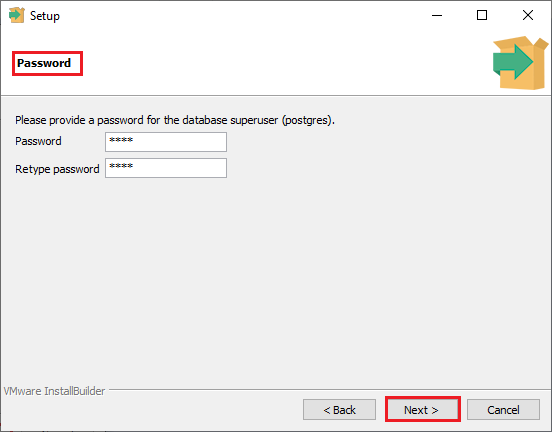 Setup
Password
Please provide a password for the database superuser (postgres).
Password ****
Retype password ****
VMware InstallBuilder
< Back Next > Cancel